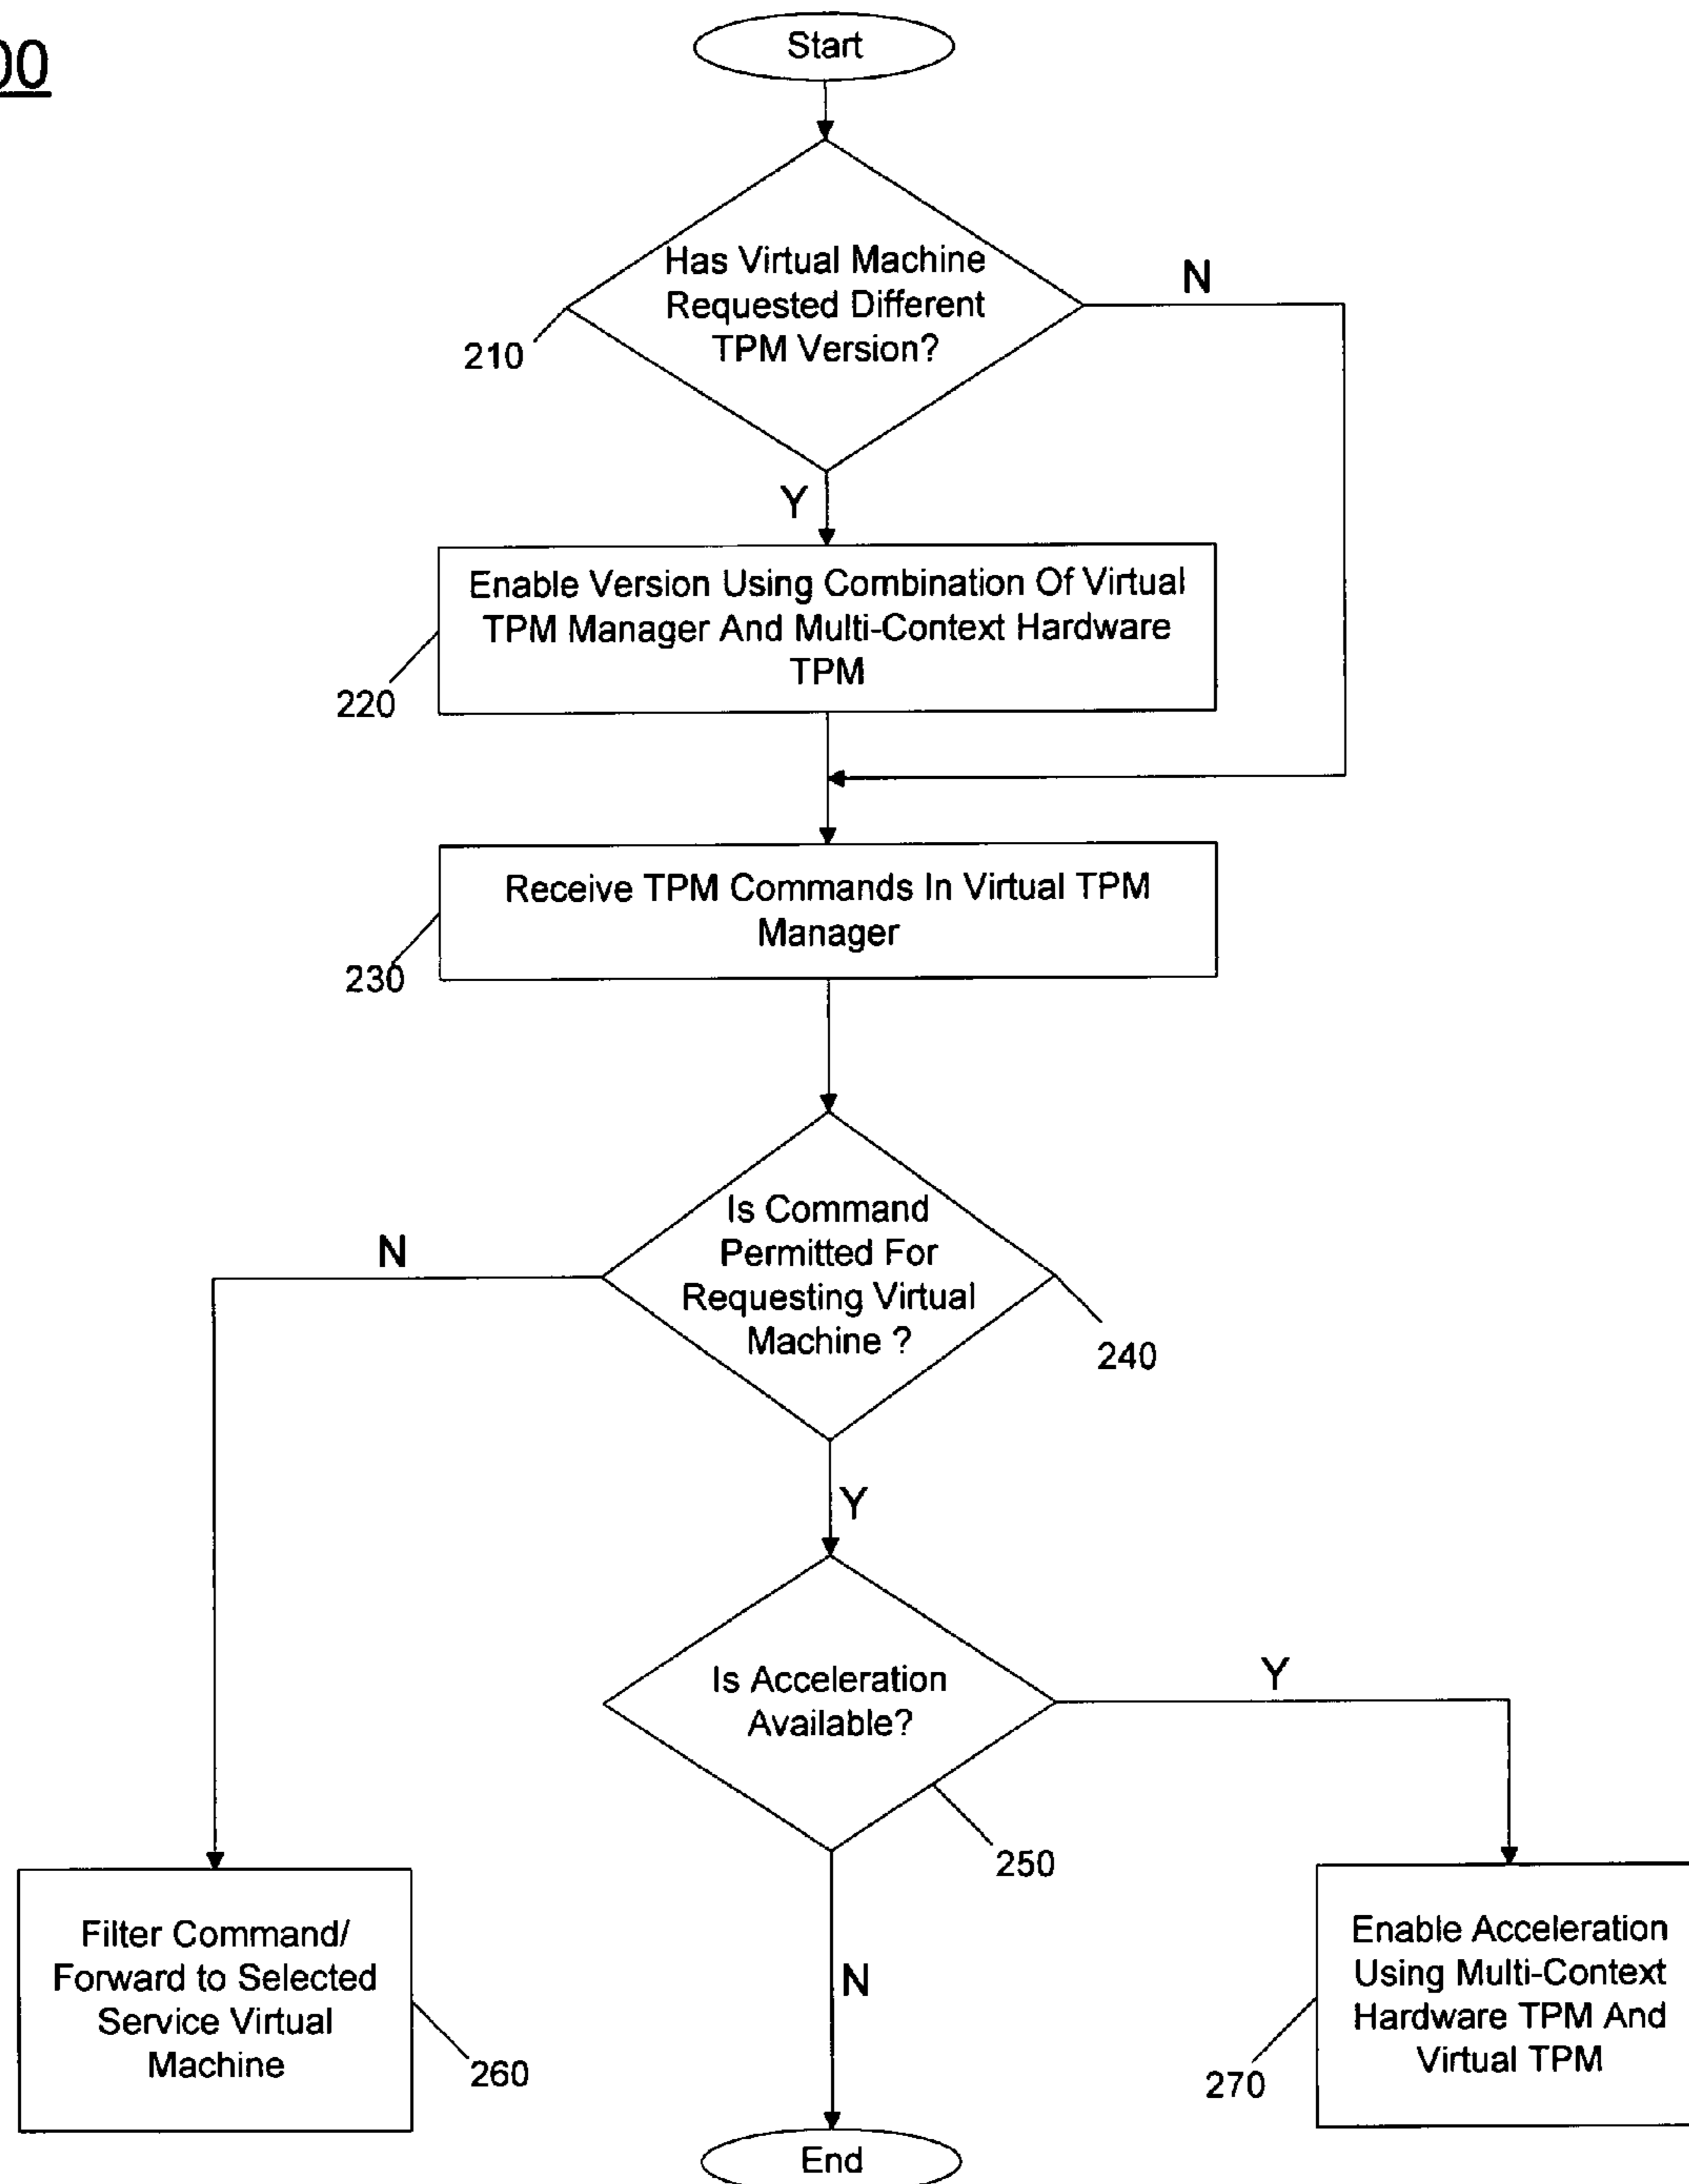 00
Start
Has Virtual Machine
Requested Different
TPM Version?
N
210
Y
Enable Version Using Combination Of Virtual
TPM Manager And Multi-Context Hardware
TPM
220
Receive TPM Commands In Virtual TPM
Manager
230
Is Command
Permitted For
Requesting Virtual
Machine ?
N
240
Y
Is Acceleration
Available?
Y
250
N
Filter Command/
Forward to Selected
Service Virtual
Machine
260
Enable Acceleration
Using Multi-Context
Hardware TPM And
Virtual TPM
270
End